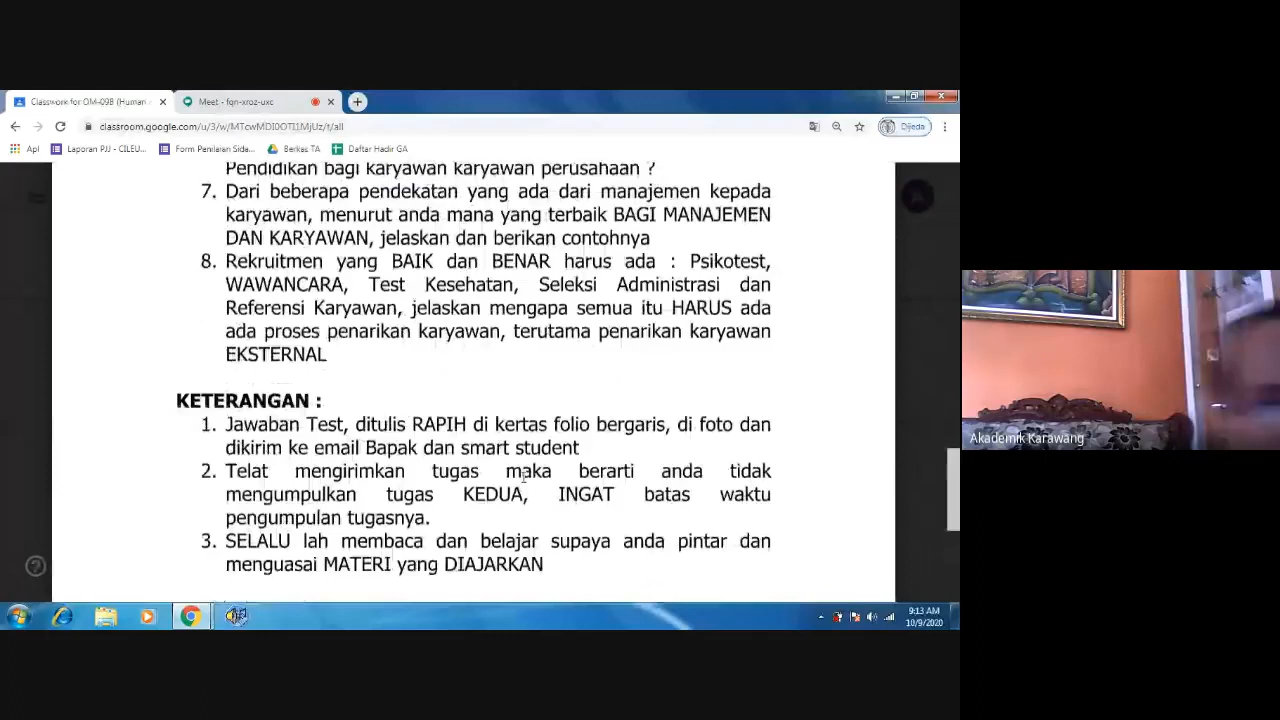 Classwork for OM-09B (Human
Meet - fqn-xroz-uxc
classroom.google.com/u/0/w/MTcwMDI0OTI1MjUz/t/all
Dijeda
Apl
Laporan PJJ - CILEU...
Form Penilaian Sida...
Berkas TA
Daftar Hadir GA
Pendidikan bagi karyawan karyawan perusahaan ?
7. Dari beberapa pendekatan yang ada dari manajemen kepada
karyawan, menurut anda mana yang terbaik BAGI MANAJEMEN
DAN KARYAWAN, jelaskan dan berikan contohnya
8. Rekruitmen yang BAIK dan BENAR harus ada : Psikotest,
WAWANCARA, Test Kesehatan, Seleksi Administrasi dan
Referensi Karyawan, jelaskan mengapa semua itu HARUS ada
ada proses penarikan karyawan, terutama penarikan karyawan
EKSTERNAL
KETERANGAN :
1. Jawaban Test, ditulis RAPIH di kertas folio bergaris, di foto dan
dikirim ke email Bapak dan smart student
2. Telat mengirimkan tugas maka berarti anda tidak
mengumpulkan tugas KEDUA, INGAT batas waktu
pengumpulan tugasnya.
3. SELALU lah membaca dan belajar supaya anda pintar dan
menguasai MATERI yang DIAJARKAN
Akademik Karawang
9:13 AM
10/9/2020